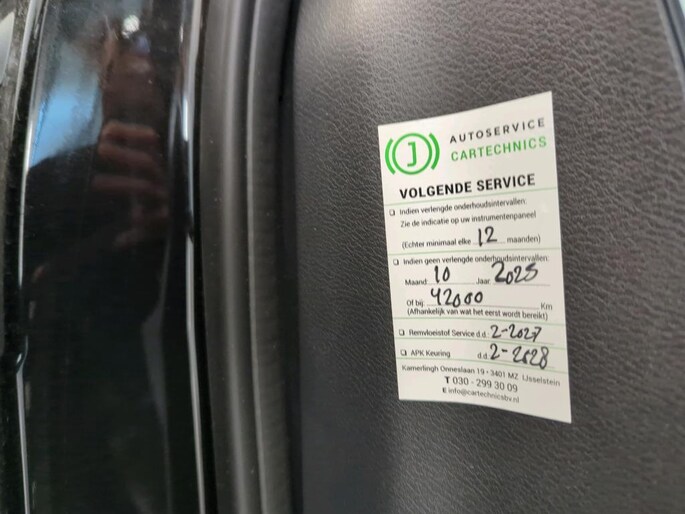 J
AUTOSERVICE
CARTECHNICS
VOLGENDE SERVICE
Indien verlengde onderhoudsintervallen:
Zie de indicatie op uw instrumentenpaneel
(Echter minimaal elke 12 maanden)
Indien geen verlengde onderhoudsintervallen:
Maand 10 Jaar 2025
Of bij 42000 Km
(Afhankelijk van wat het eerst wordt bereikt)
Remvloeistof Service d.d. 2-2027
APK Keuring d.d. 2-2028
Kamerlingh Onneslaan 19 • 3401 MZ IJsselstein
T 030 - 299 30 09
E info@cartechnicsbv.nl